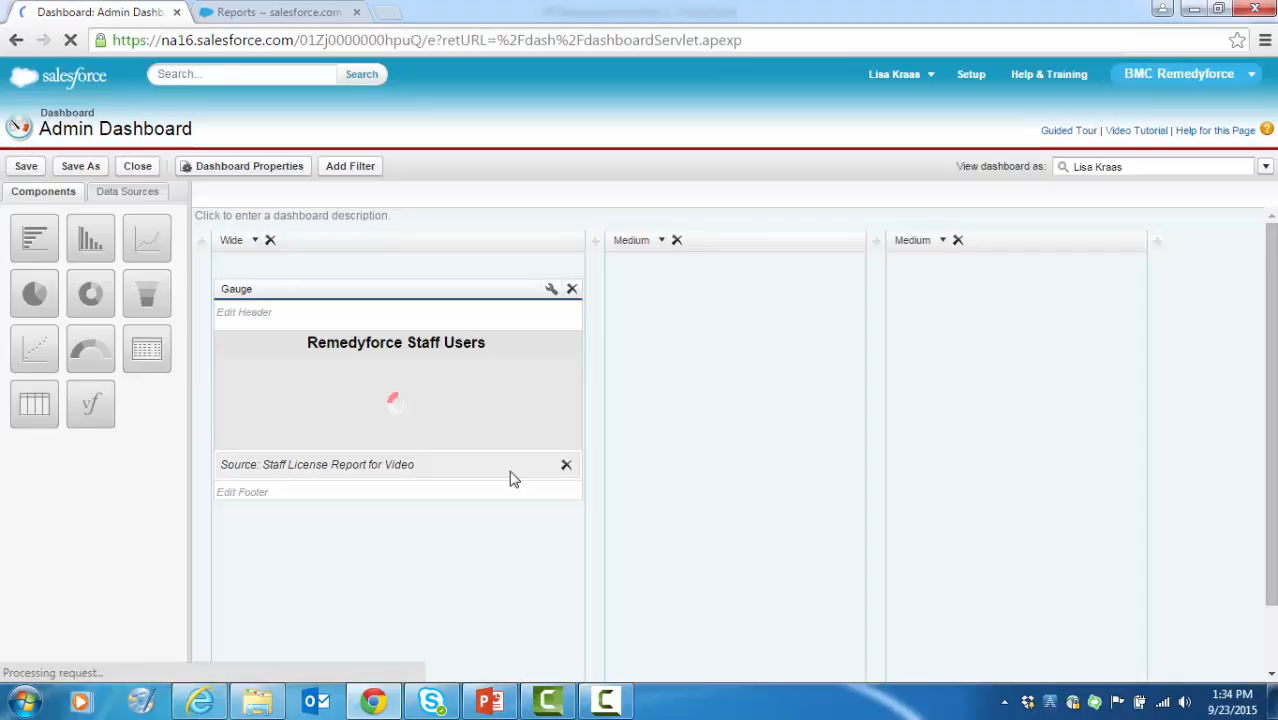 Dashboard: Admin Dashb
Reports ~ salesforce.com
https://na16.salesforce.com/01Zj0000000hpuQ/e?retURL=%2Fdash%2FdashboardServlet.apexp
salesforce
Search...
Search
Lisa Kraas
Setup
Help & Training
BMC Remedyforce
Dashboard
Admin Dashboard
Guided Tour | Video Tutorial | Help for this Page
Save
Save As
Close
Dashboard Properties
Add Filter
View dashboard as:
Lisa Kraas
Components
Data Sources
Click to enter a dashboard description.
Wide
Medium
Medium
Gauge
Edit Header
Remedyforce Staff Users
vf
Source: Staff License Report for Video
Edit Footer
Processing request...
1:34 PM
9/23/2015